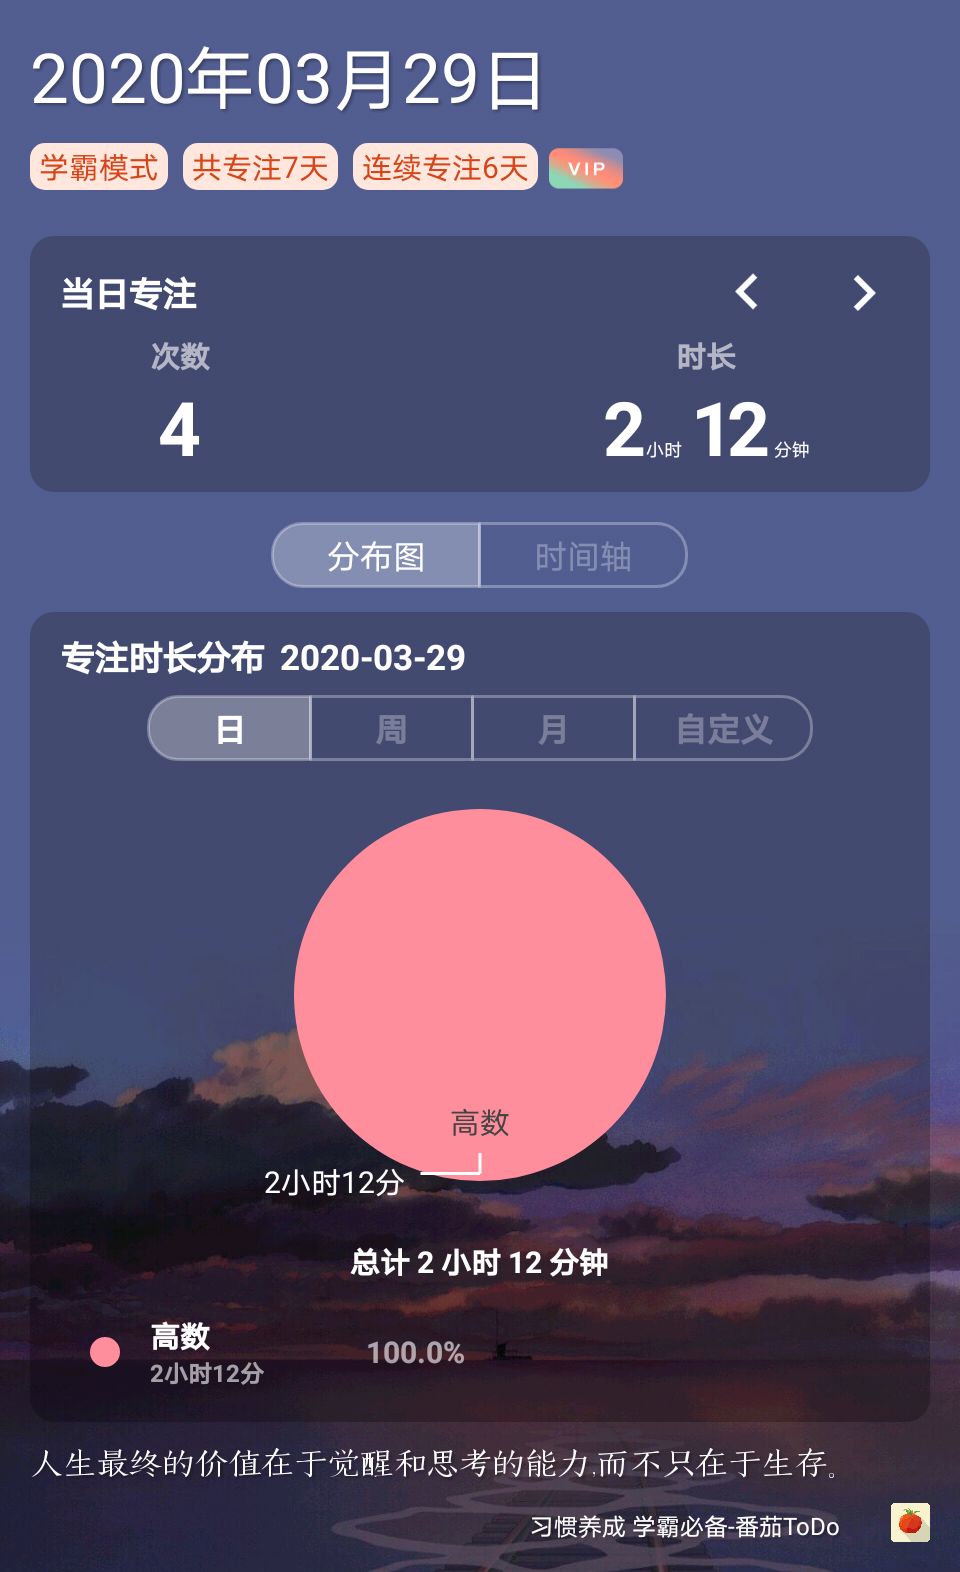 2020年03月29日
学霸模式 共专注7天 连续专注6天 VIP
当日专注
次数 时长
4 2小时 12分钟
分布图 时间轴
专注时长分布 2020-03-29
日 周 月 自定义
高数
2小时12分
总计 2 小时 12 分钟
高数
2小时12分
100.0%
人生最终的价值在于觉醒和思考的能力,而不只在于生存。
习惯养成 学霸必备-番茄ToDo